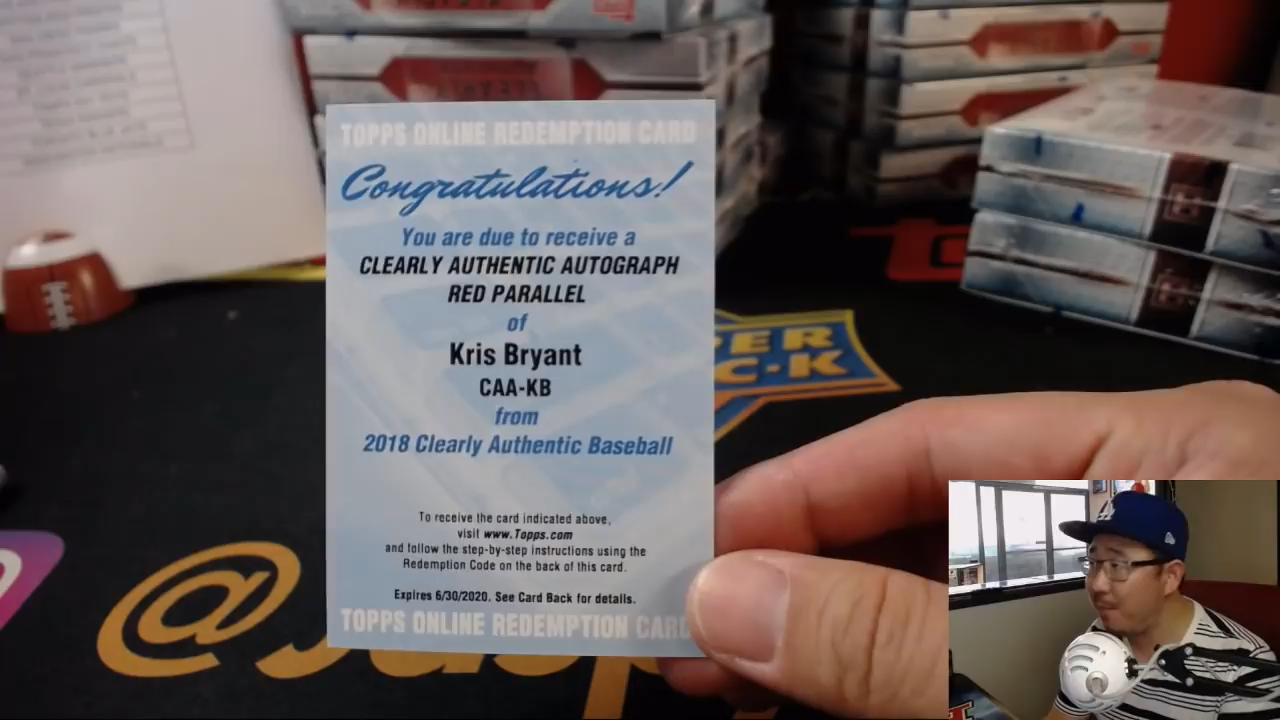 TOPPS ONLINE REDEMPTION CARD
Congratulations!
You are due to receive a
CLEARLY AUTHENTIC AUTOGRAPH
RED PARALLEL
of
Kris Bryant
CAA-KB
from
2018 Clearly Authentic Baseball
To receive the card indicated above,
visit www.Topps.com
and follow the step-by-step instructions using the
Redemption Code on the back of this card.
Expires 6/30/2020. See Card Back for details.
TOPPS ONLINE REDEMPTION CARD